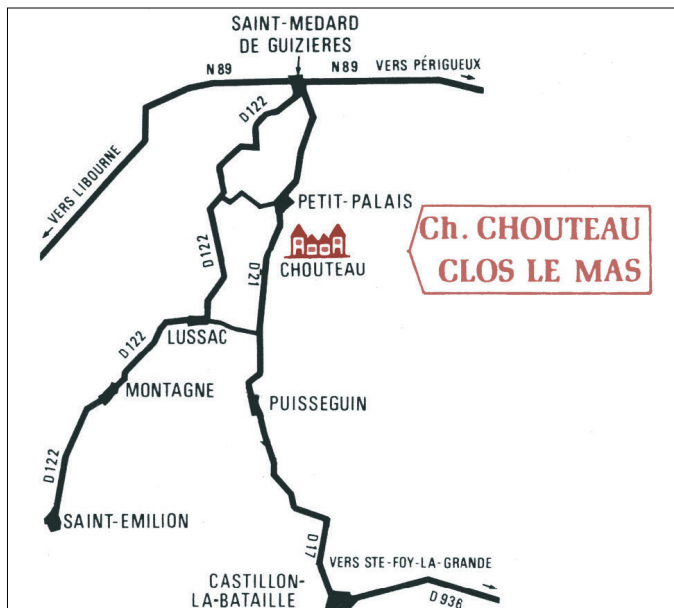 SAINT-MEDARD
DE GUIZIERES
N89
N89
VERS PÉRIGUEUX
D122
VERS LIBOURNE
PETIT-PALAIS
Ch. CHOUTEAU
CLOS LE MAS
D122
D21
CHOUTEAU
LUSSAC
D122
MONTAGNE
PUISSEGUIN
D122
SAINT-EMILION
D17
VERS STE-FOY-LA-GRANDE
CASTILLON-
LA-BATAILLE
D936